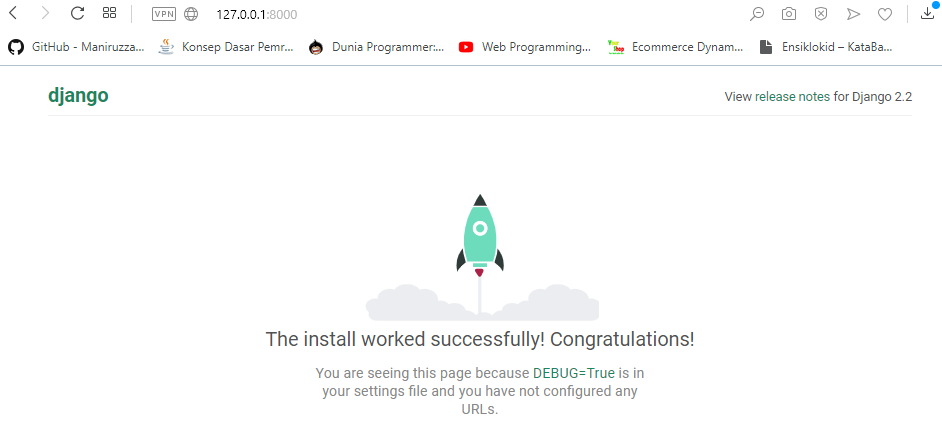 VPN 127.0.0.1:8000
GitHub - Maniruzza... Konsep Dasar Pemr... Dunia Programmer:... Web Programming... Ecommerce Dynam... Ensiklokid – KataBa...
django View release notes for Django 2.2
The install worked successfully! Congratulations!
You are seeing this page because DEBUG=True is in
your settings file and you have not configured any
URLs.